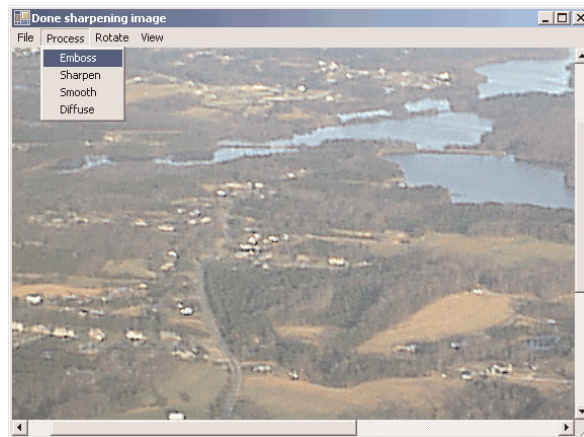 Done sharpening image
File Process Rotate View
Emboss
Sharpen
Smooth
Diffuse